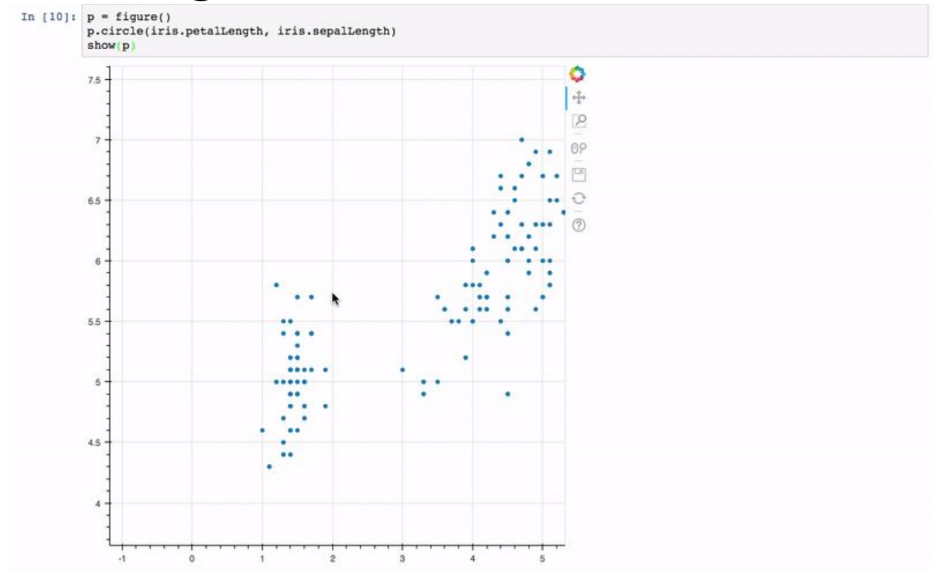 In [10]: p = figure()
p.circle(iris.petalLength, iris.sepalLength)
show(p)
7.5
7
6.5
6
5.5
5
4.5
4
-1 0 1 2 3 4 5